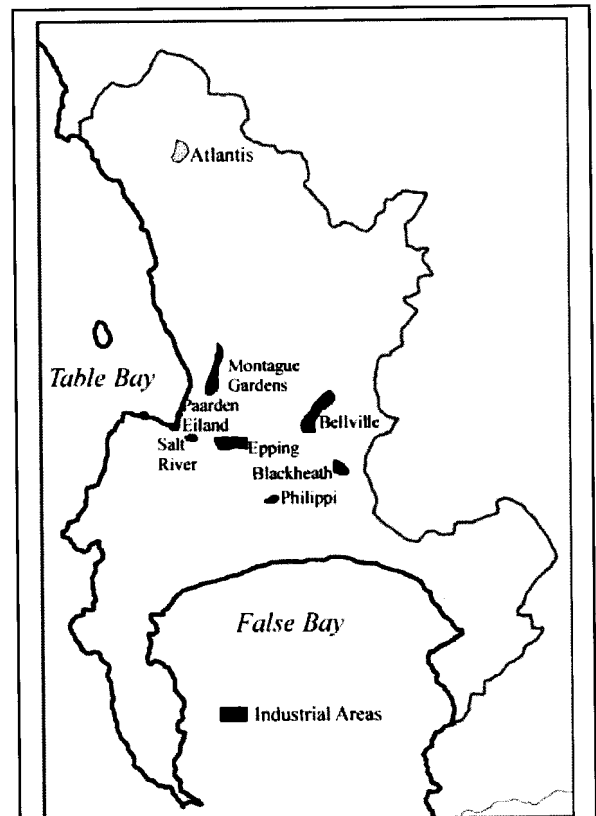 Atlantis
Montague
Gardens
Table Bay
Paarden
Eiland
Bellville
Salt
River
Epping
Blackheath
Philippi
False Bay
Industrial Areas